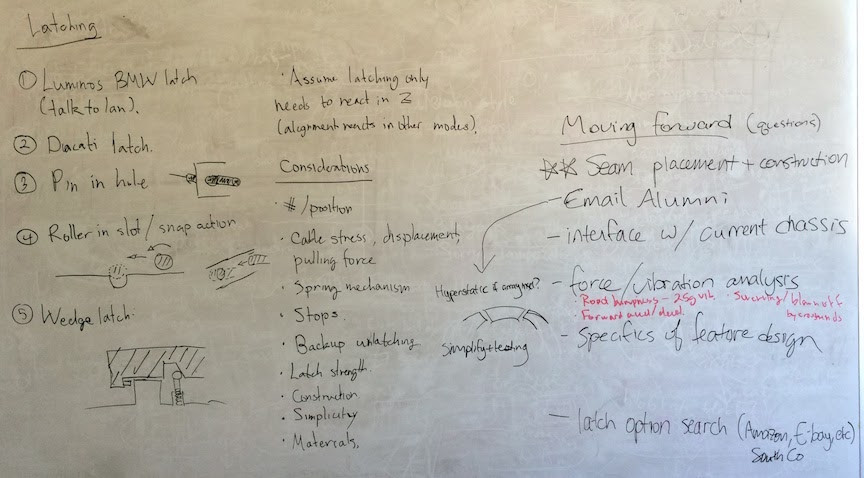 Latching
① Luminos BMW latch
(talk to Ian).
② Ducati latch.
③ Pin in hole
④ Roller in slot / snap action
⑤ Wedge latch.
· Assume latching only
needs to react in Z
(alignment reacts in other modes).
Considerations
· # / position
· Cable stress, displacement,
pulling force
· Spring mechanism
· Stops.
· Backup unlatching
· Latch strength
· Construction
· Simplicity
· Materials.
Moving forward (questions)
** Seam placement + construction
- Email Alumni
- interface w/ current chassis
Hyperstatic if
- force/vibration analysis
· Road bumpiness - 25g vib. · Swerving/
by crosswinds
· Forward accel/decel.
Simplify + testing
- Specifics of feature design
- latch option search (Amazon, E-bay, etc)
South Co